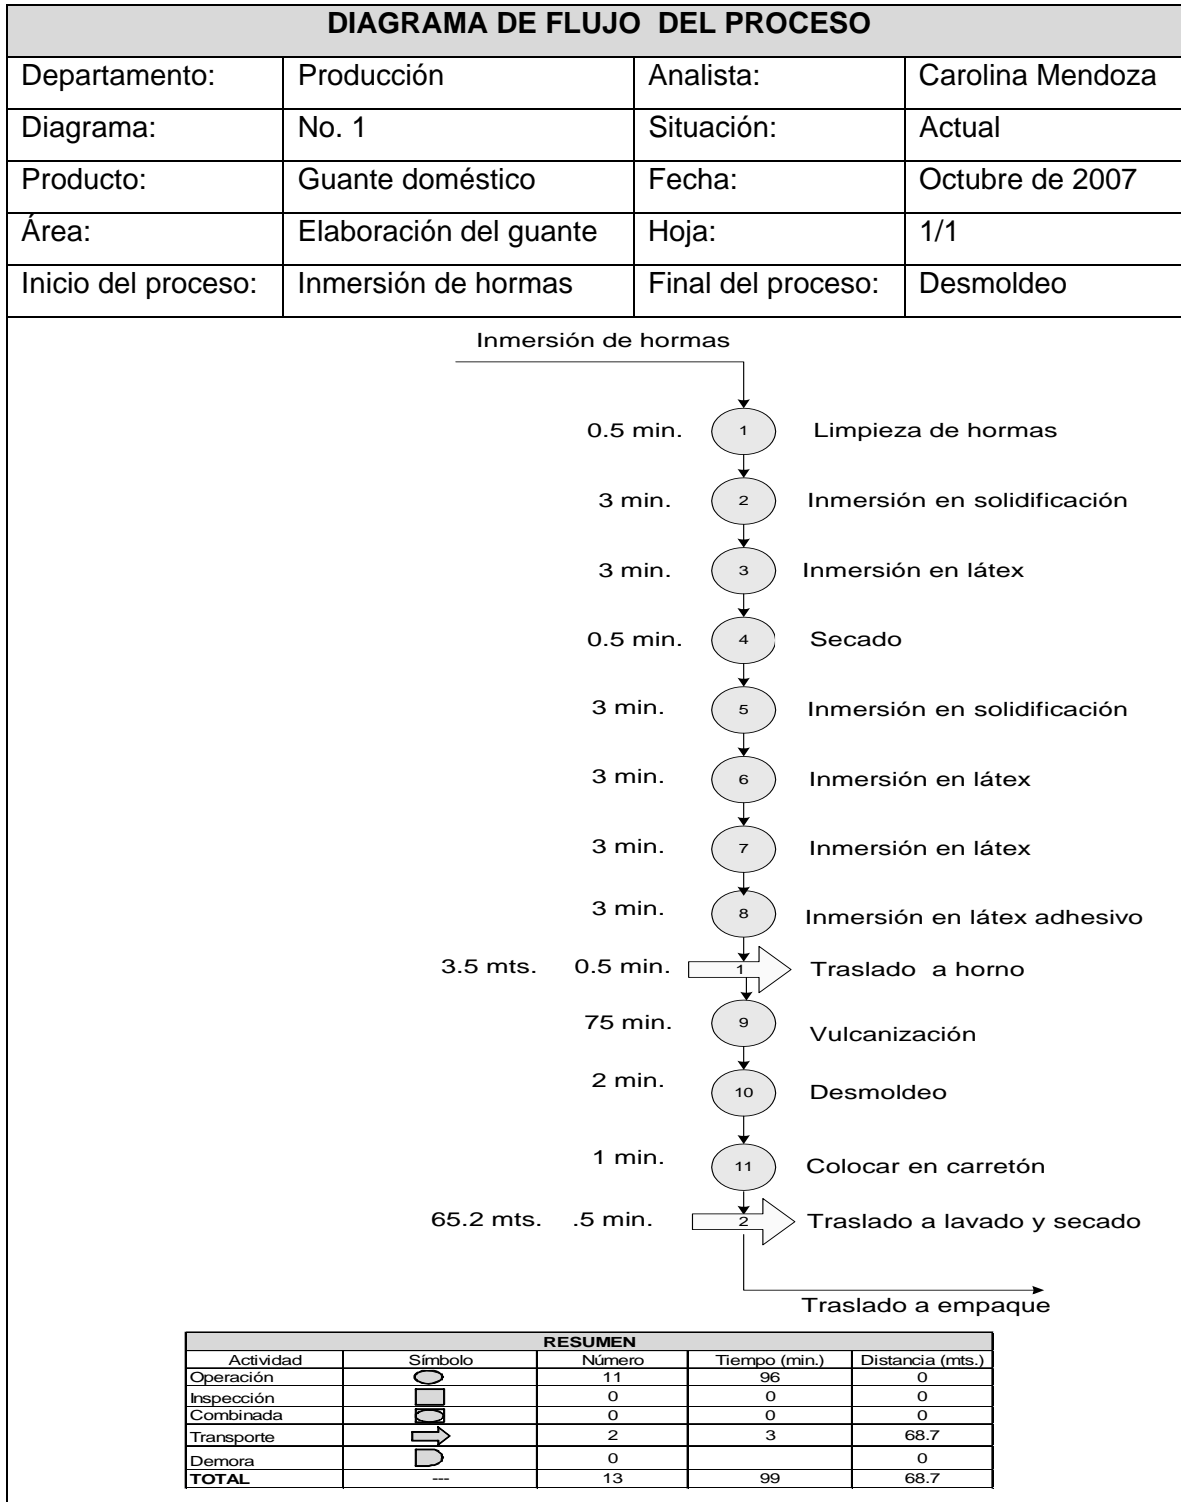 DIAGRAMA DE FLUJO DEL PROCESO
Departamento: Producción Analista: Carolina Mendoza
Diagrama: No. 1 Situación: Actual
Producto: Guante doméstico Fecha: Octubre de 2007
Área: Elaboración del guante Hoja: 1/1
Inicio del proceso: Inmersión de hormas Final del proceso: Desmoldeo
Inmersión de hormas
0.5 min. 1 Limpieza de hormas
3 min. 2 Inmersión en solidificación
3 min. 3 Inmersión en látex
0.5 min. 4 Secado
3 min. 5 Inmersión en solidificación
3 min. 6 Inmersión en látex
3 min. 7 Inmersión en látex
3 min. 8 Inmersión en látex adhesivo
3.5 mts. 0.5 min. 1 Traslado a horno
75 min. 9 Vulcanización
2 min. 10 Desmoldeo
1 min. 11 Colocar en carretón
65.2 mts. .5 min. 2 Traslado a lavado y secado
Traslado a empaque
RESUMEN
Actividad Símbolo Número Tiempo (min.) Distancia (mts.)
Operación 11 96 0
Inspección 0 0 0
Combinada 0 0 0
Transporte 2 3 68.7
Demora 0 0
TOTAL --- 13 99 68.7